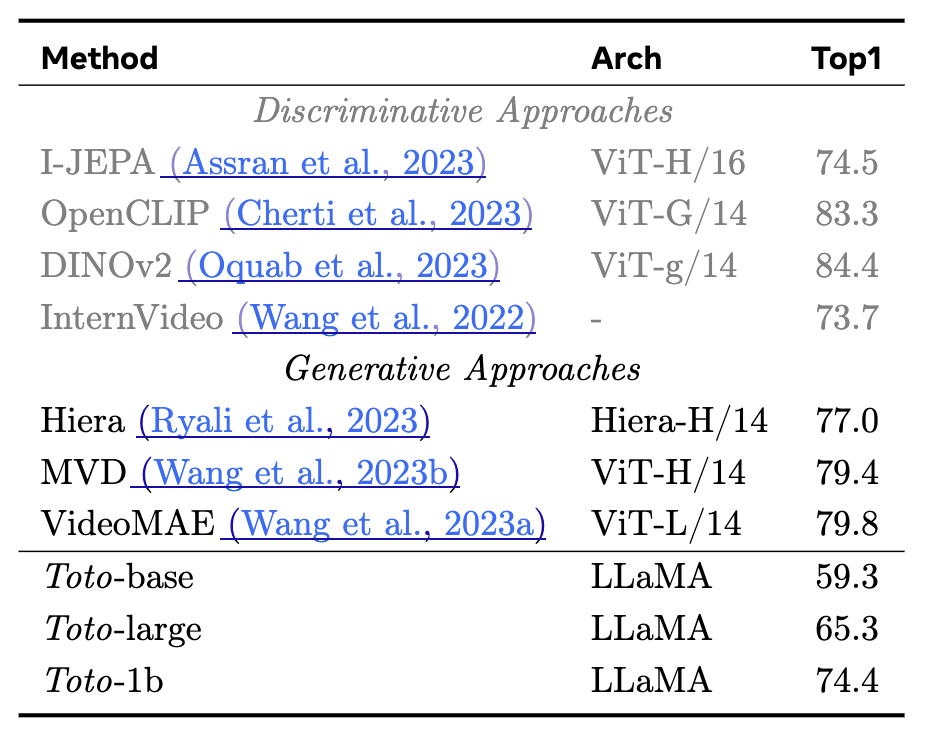 Method Arch Top1
Discriminative Approaches
I-JEPA (Assran et al., 2023) ViT-H/16 74.5
OpenCLIP (Cherti et al., 2023) ViT-G/14 83.3
DINOv2 (Oquab et al., 2023) ViT-g/14 84.4
InternVideo (Wang et al., 2022) - 73.7
Generative Approaches
Hiera (Ryali et al., 2023) Hiera-H/14 77.0
MVD (Wang et al., 2023b) ViT-H/14 79.4
VideoMAE (Wang et al., 2023a) ViT-L/14 79.8
Toto-base LLaMA 59.3
Toto-large LLaMA 65.3
Toto-1b LLaMA 74.4